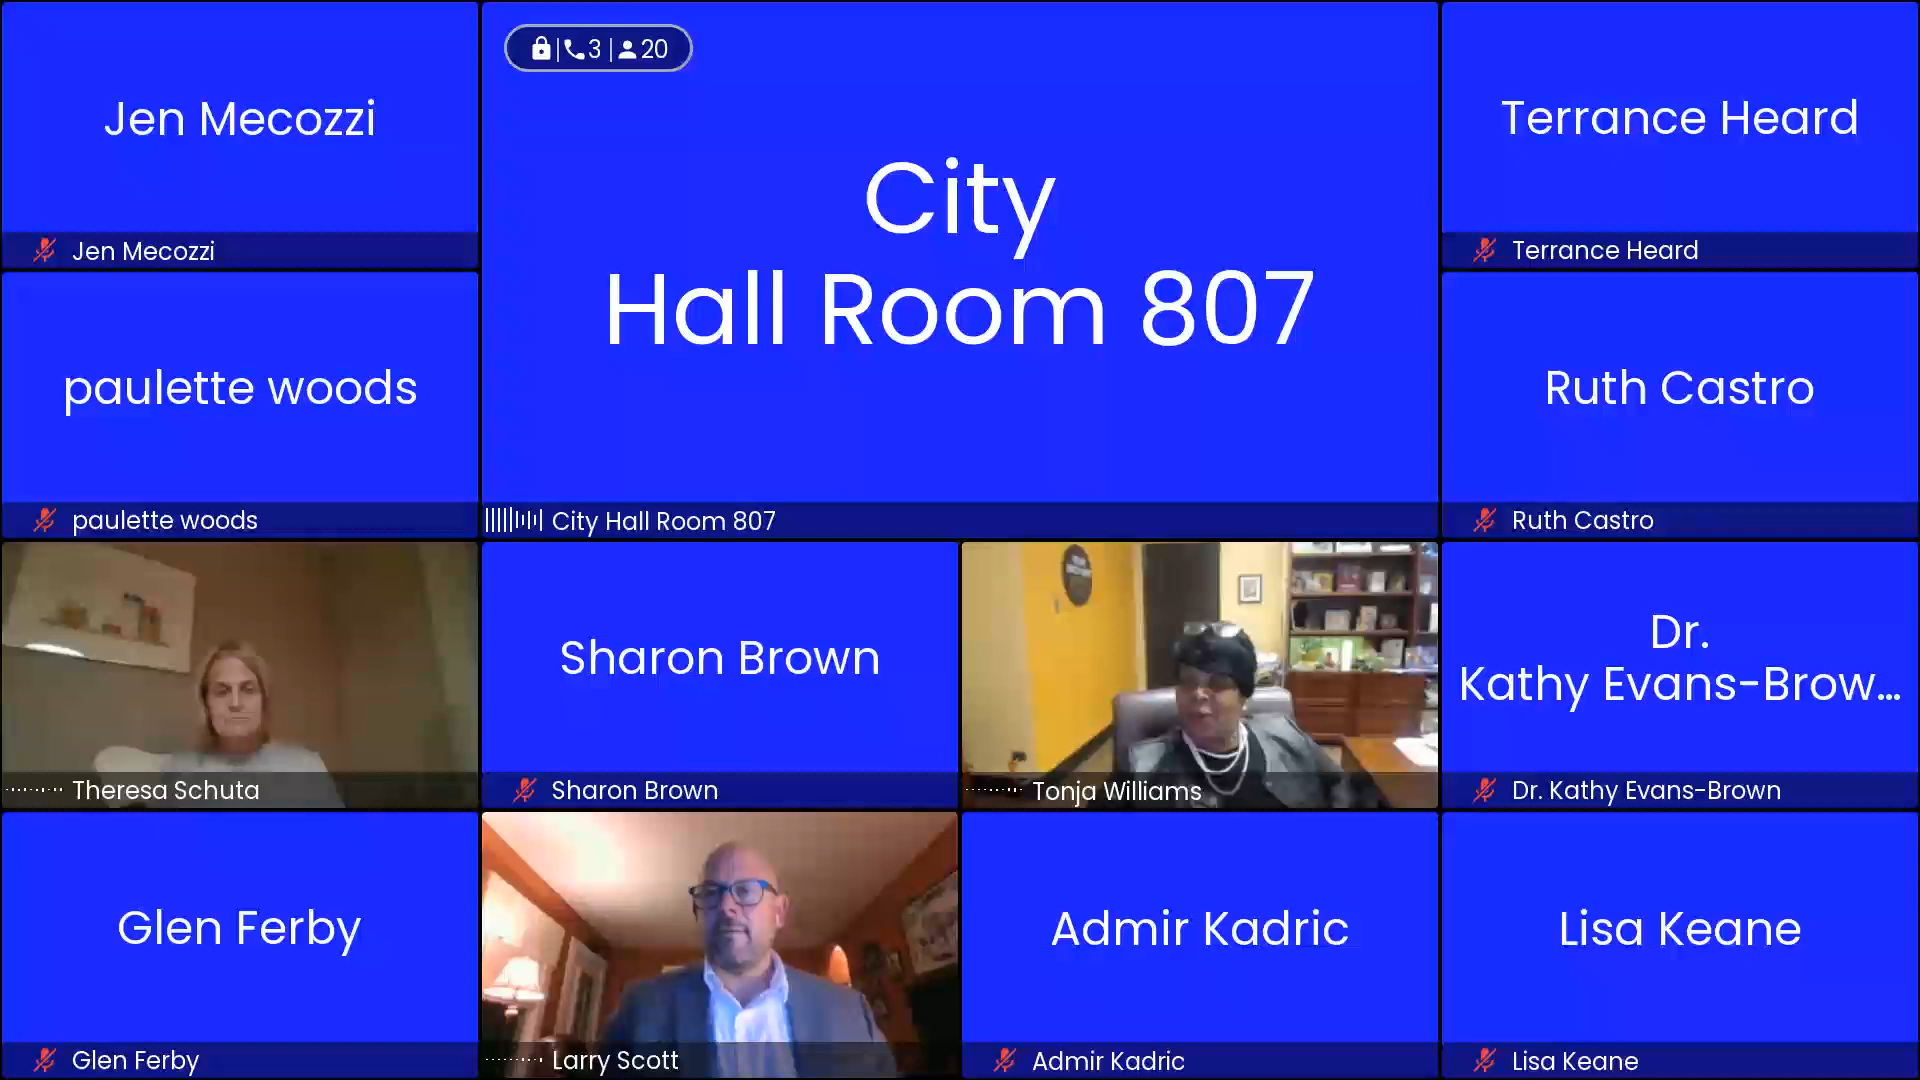 Jen Mecozzi
Jen Mecozzi
3
20
City
Hall Room 807
City Hall Room 807
Terrance Heard
Terrance Heard
paulette woods
paulette woods
Ruth Castro
Ruth Castro
Theresa Schuta
Sharon Brown
Sharon Brown
Tonja Williams
Dr.
Kathy Evans-Brow...
Dr. Kathy Evans-Brown
Glen Ferby
Glen Ferby
Larry Scott
Admir Kadric
Admir Kadric
Lisa Keane
Lisa Keane